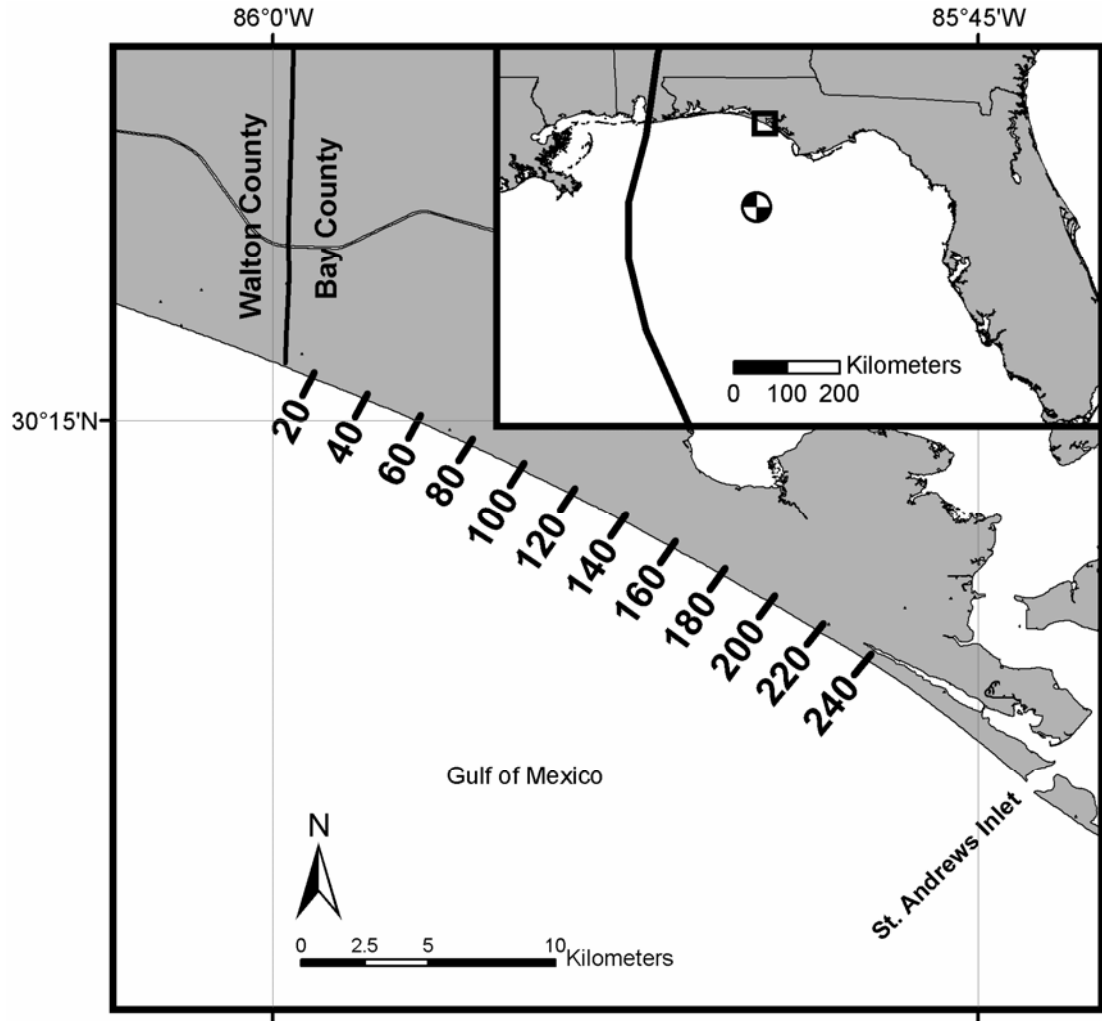 86°0'W
85°45'W
Walton County
Bay County
Kilometers
0 100 200
30°15'N
20
40
60
80
100
120
140
160
180
200
220
240
Gulf of Mexico
St. Andrews Inlet
N
0 2.5 5 10
Kilometers